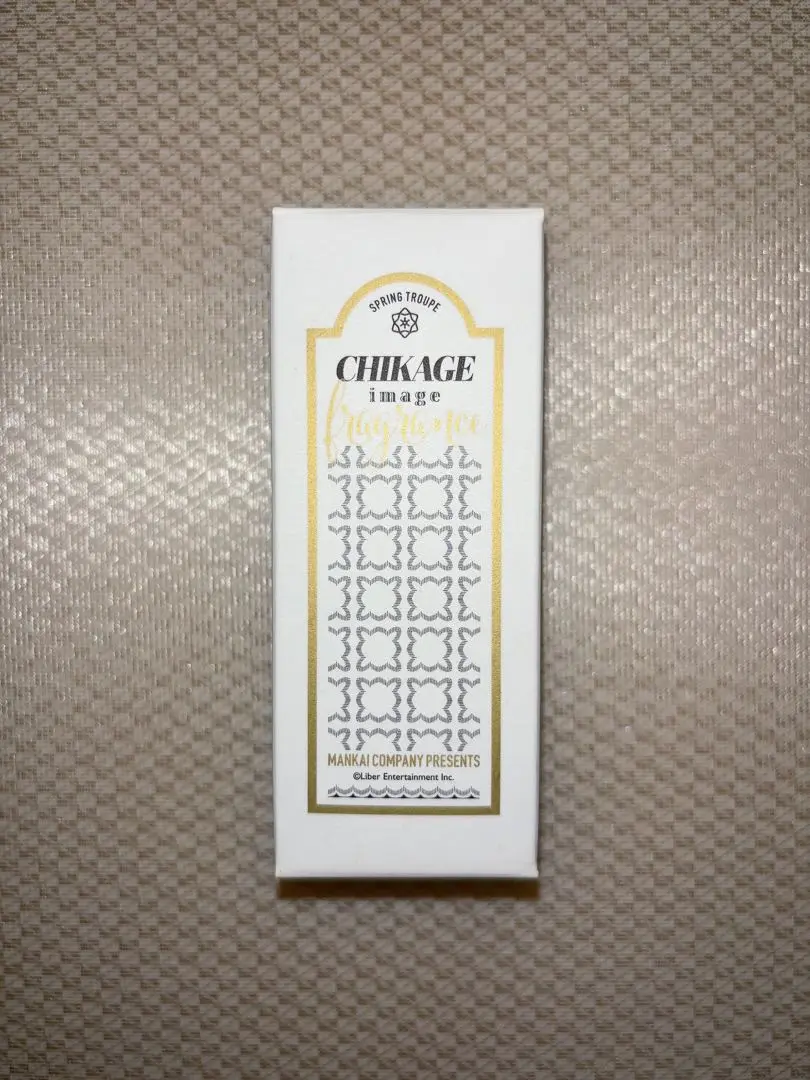 SPRING TROUPE
CHIKAGE
image
fragrance
MANKAI COMPANY PRESENTS
©Liber Entertainment Inc.